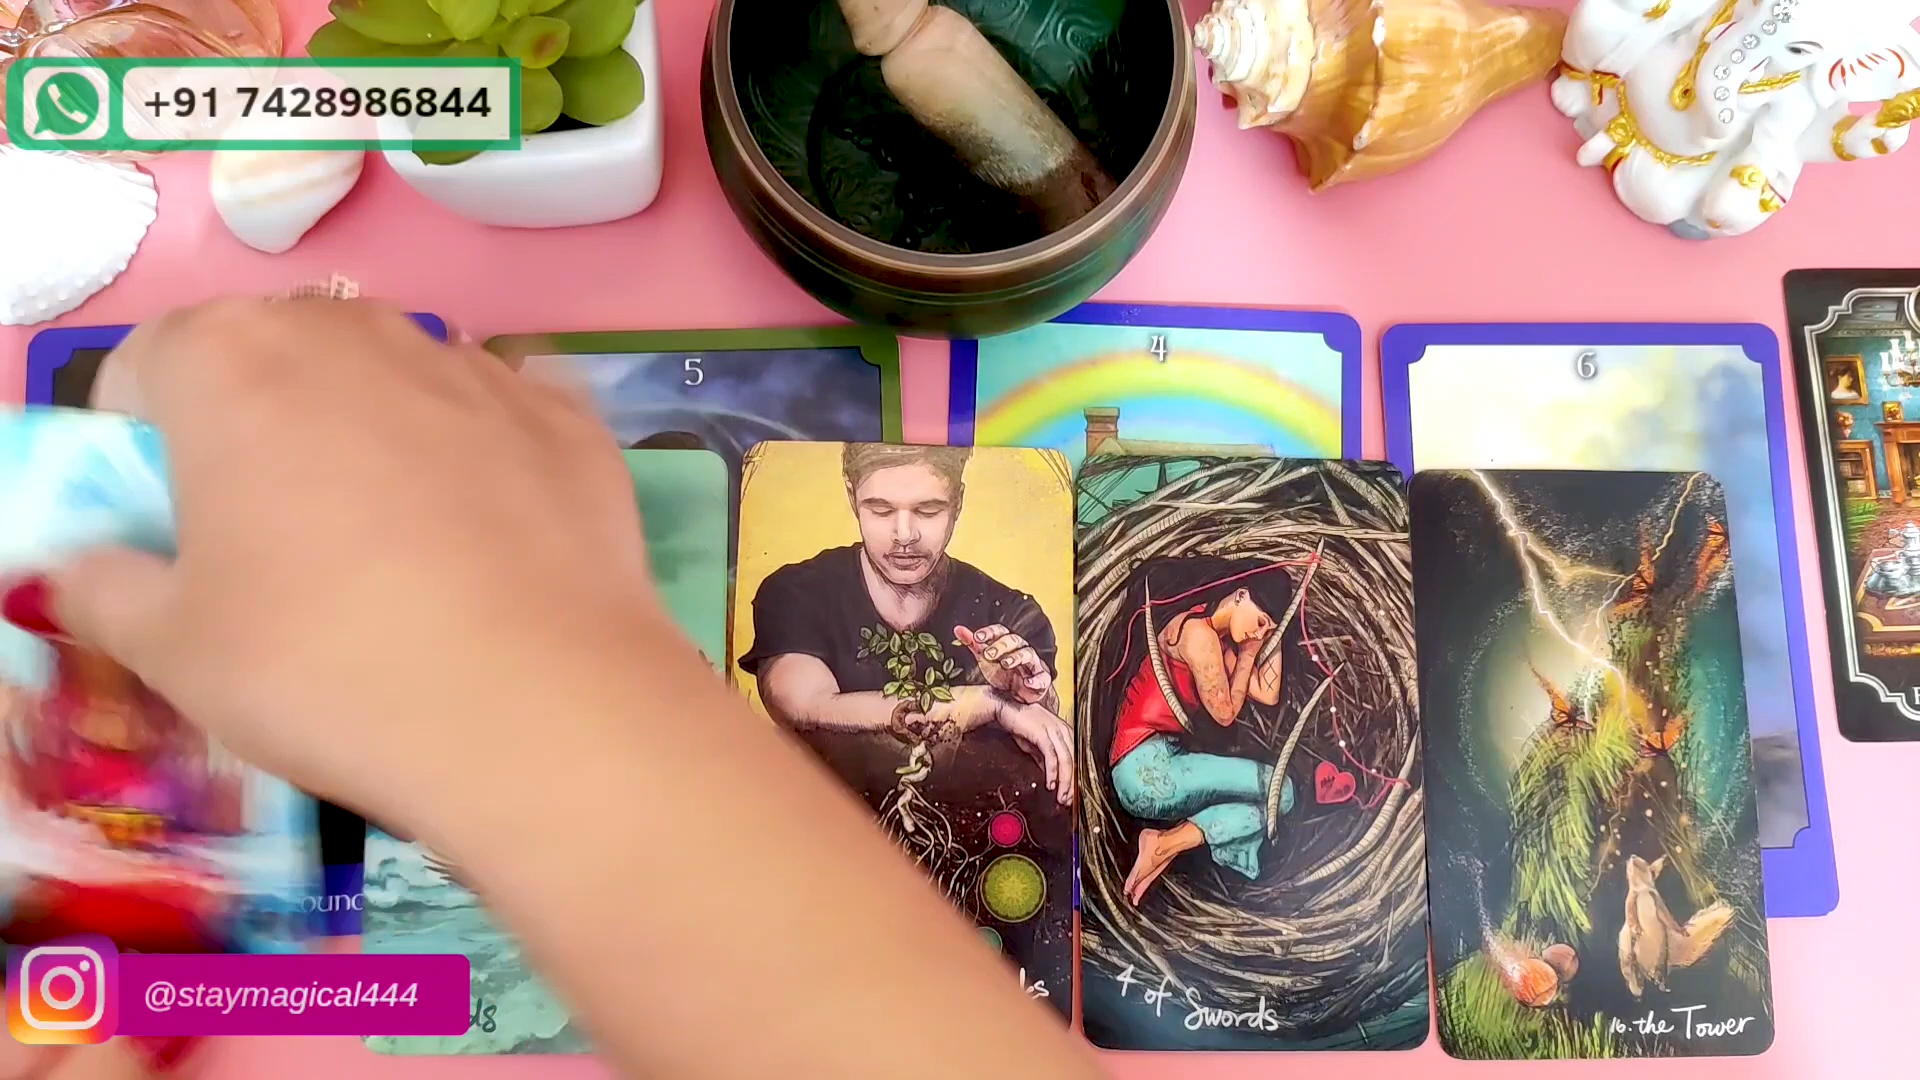 +91 7428986844
5
4
6
4 of Swords
16. the Tower
@staymagical444